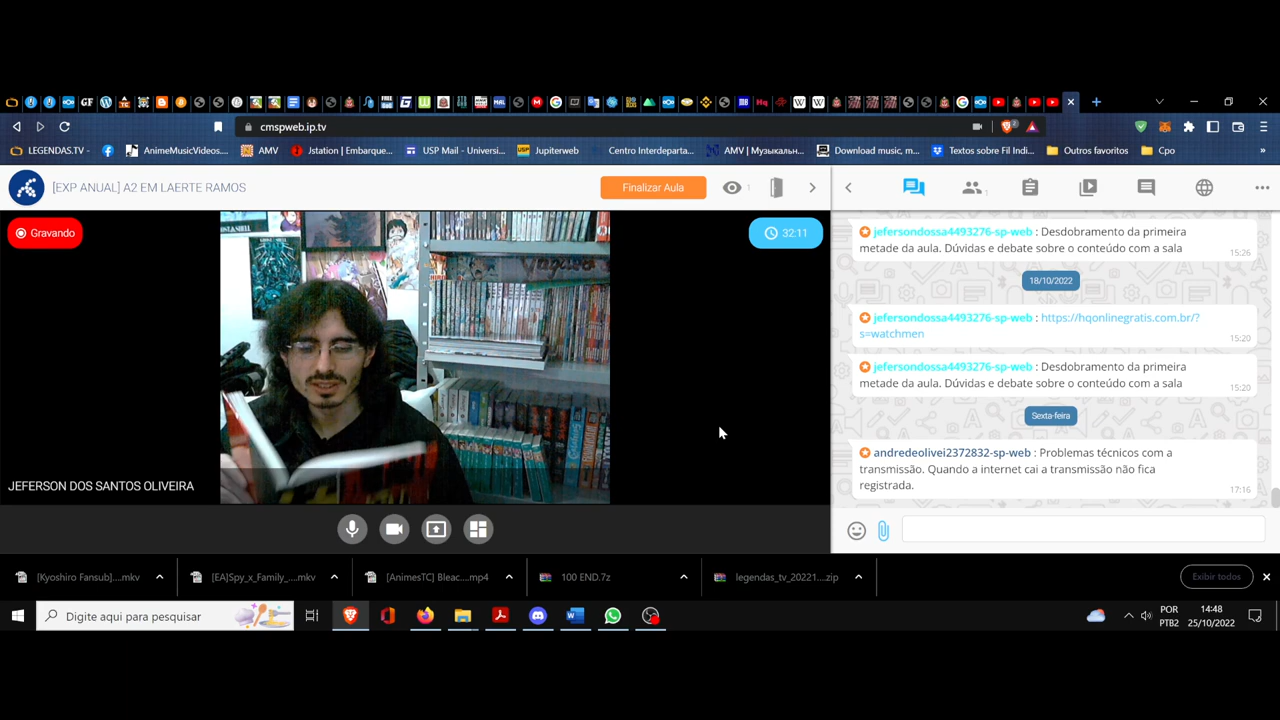 GF
FREE
MAL
Hq
W
W
cmspweb.ip.tv
LEGENDAS.TV -
AnimeMusicVideos...
AMV
Jstation | Embarque...
USP Mail - Universi...
Jupiterweb
Centro Interdeparta...
AMV | Музыкальн...
Download music, m...
Textos sobre Fil Indi...
Outros favoritos
Cpo
»
[EXP ANUAL] A2 EM LAERTE RAMOS
Finalizar Aula
1
1
Gravando
32:11
JEFERSON DOS SANTOS OLIVEIRA
jefersondossa4493276-sp-web : Desdobramento da primeira
metade da aula. Dúvidas e debate sobre o conteúdo com a sala
15:26
18/10/2022
jefersondossa4493276-sp-web : https://hqonlinegratis.com.br/?
s=watchmen
15:20
jefersondossa4493276-sp-web : Desdobramento da primeira
metade da aula. Dúvidas e debate sobre o conteúdo com a sala
15:20
Sexta-feira
andredeolivei2372832-sp-web : Problemas técnicos com a
transmissão. Quando a internet cai a transmissão não fica
registrada.
17:16
[Kyoshiro Fansub]....mkv
[EA]Spy_x_Family_....mkv
[AnimesTC] Bleac....mp4
100 END.7z
legendas_tv_20221....zip
Exibir todos
Digite aqui para pesquisar
POR
PTB2
14:48
25/10/2022